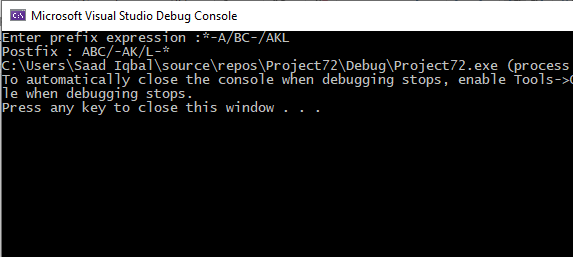 Microsoft Visual Studio Debug Console
Enter prefix expression :*-A/BC-/AKL
Postfix : ABC/-AK/L-*
C:\Users\Saad Iqbal\source\repos\Project72\Debug\Project72.exe (process
To automatically close the console when debugging stops, enable Tools->
le when debugging stops.
Press any key to close this window . . .